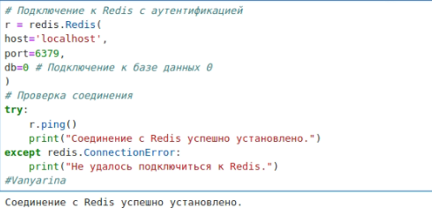 # Подключение к Redis с аутентификацией
r = redis.Redis(
host='localhost',
port=6379,
db=0 # Подключение к базе данных 0
)
# Проверка соединения
try:
    r.ping()
    print("Соединение с Redis успешно установлено.")
except redis.ConnectionError:
    print("Не удалось подключиться к Redis.")
#Vanyarina
Соединение с Redis успешно установлено.